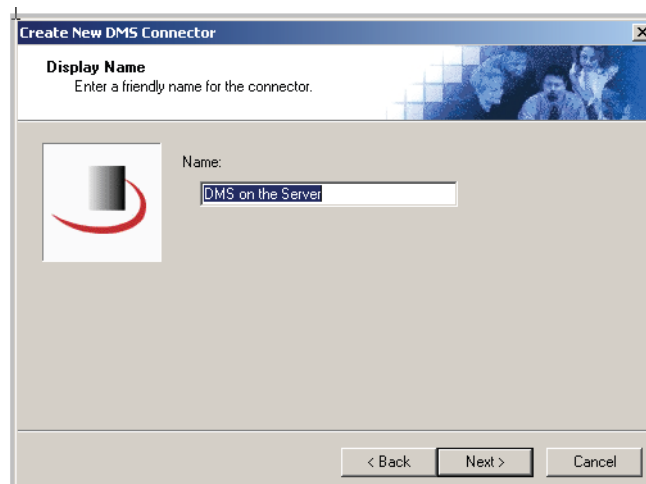 Create New DMS Connector
Display Name
Enter a friendly name for the connector.
Name:
DMS on the Server
< Back
Next >
Cancel